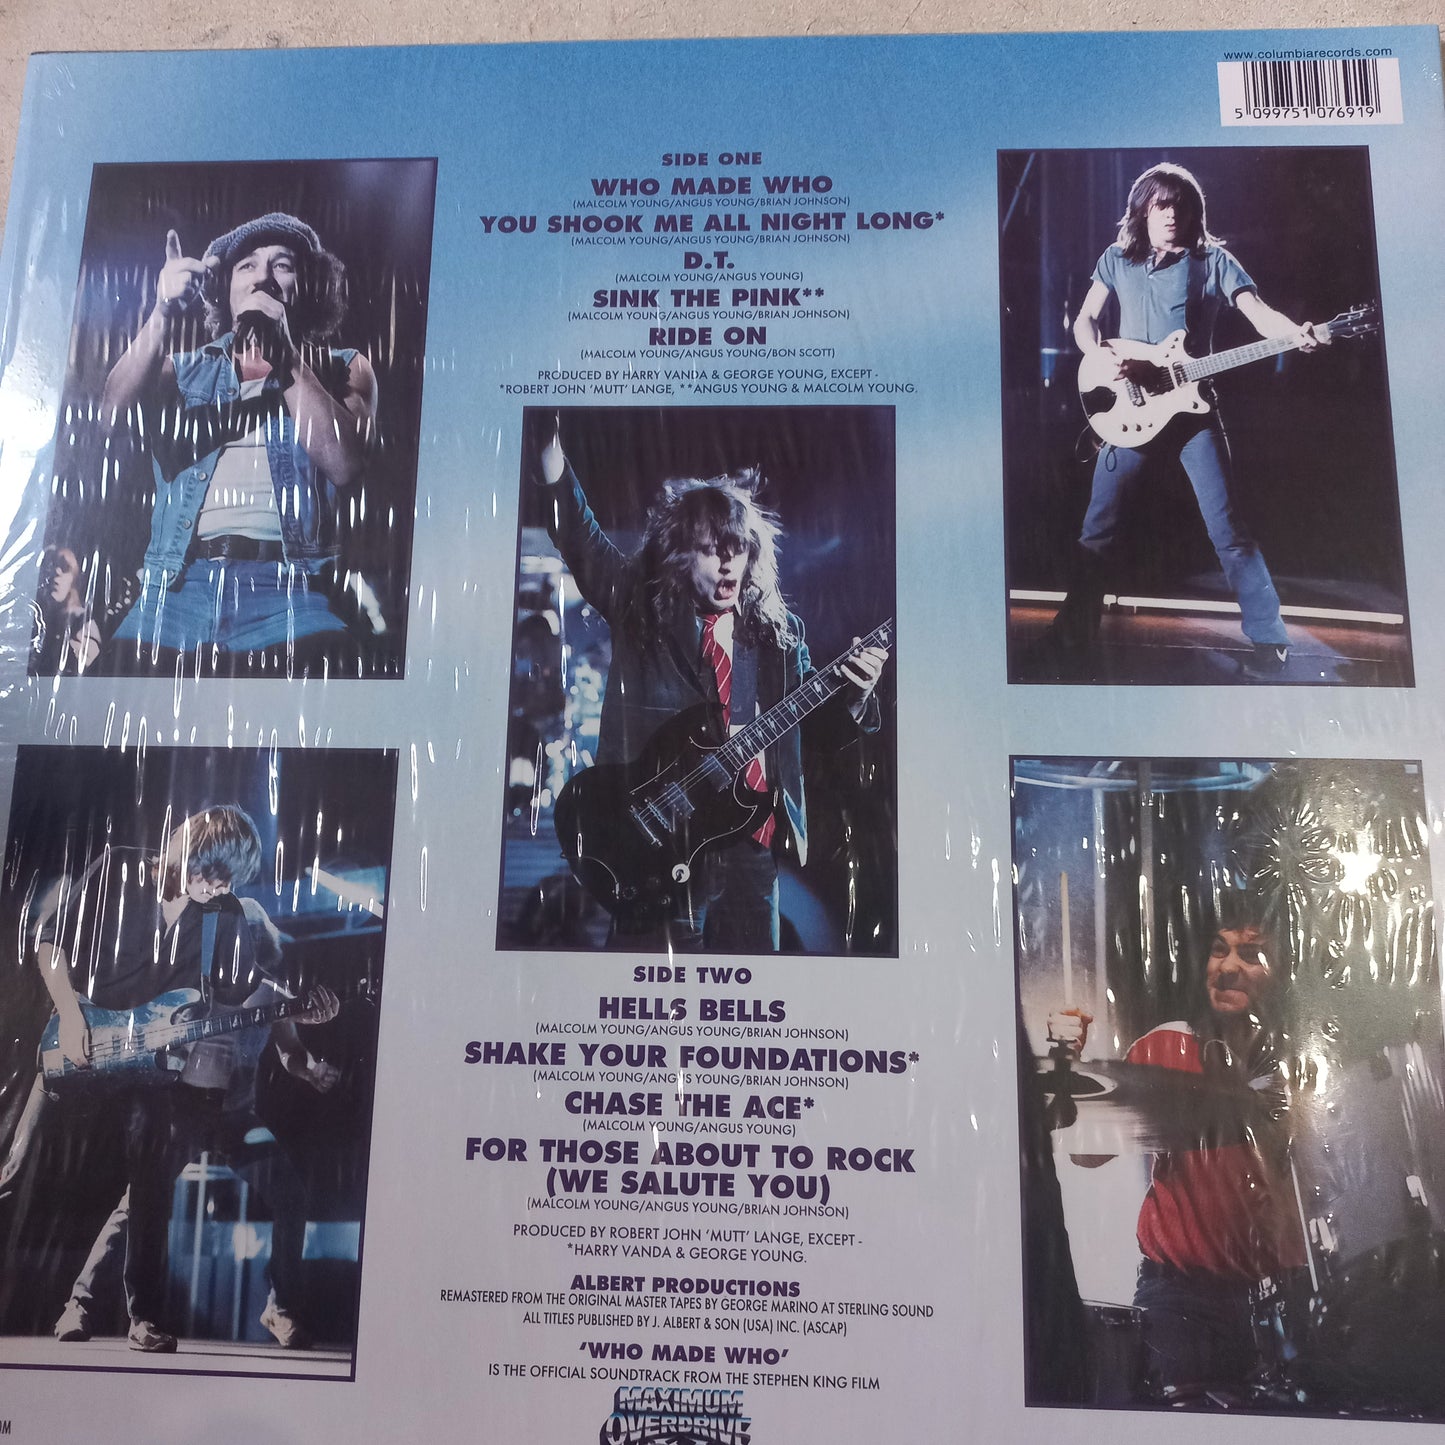 www.columbiarecords.com
5 099751 076919
SIDE ONE
WHO MADE WHO
(MALCOLM YOUNG/ANGUS YOUNG/BRIAN JOHNSON)
YOU SHOOK ME ALL NIGHT LONG*
(MALCOLM YOUNG/ANGUS YOUNG/BRIAN JOHNSON)
D.T.
(MALCOLM YOUNG/ANGUS YOUNG)
SINK THE PINK**
(MALCOLM YOUNG/ANGUS YOUNG/BRIAN JOHNSON)
RIDE ON
(MALCOLM YOUNG/ANGUS YOUNG/BON SCOTT)
PRODUCED BY HARRY VANDA & GEORGE YOUNG, EXCEPT -
*ROBERT JOHN 'MUTT' LANGE, **ANGUS YOUNG & MALCOLM YOUNG.
SIDE TWO
HELLS BELLS
(MALCOLM YOUNG/ANGUS YOUNG/BRIAN JOHNSON)
SHAKE YOUR FOUNDATIONS*
(MALCOLM YOUNG/ANGUS YOUNG/BRIAN JOHNSON)
CHASE THE ACE*
(MALCOLM YOUNG/ANGUS YOUNG)
FOR THOSE ABOUT TO ROCK
(WE SALUTE YOU)
(MALCOLM YOUNG/ANGUS YOUNG/BRIAN JOHNSON)
PRODUCED BY ROBERT JOHN 'MUTT' LANGE, EXCEPT -
*HARRY VANDA & GEORGE YOUNG.
ALBERT PRODUCTIONS
REMASTERED FROM THE ORIGINAL MASTER TAPES BY GEORGE MARINO AT STERLING SOUND
ALL TITLES PUBLISHED BY J. ALBERT & SON (USA) INC. (ASCAP)
'WHO MADE WHO'
IS THE OFFICIAL SOUNDTRACK FROM THE STEPHEN KING FILM
MAXIMUM
OVERDRIVE